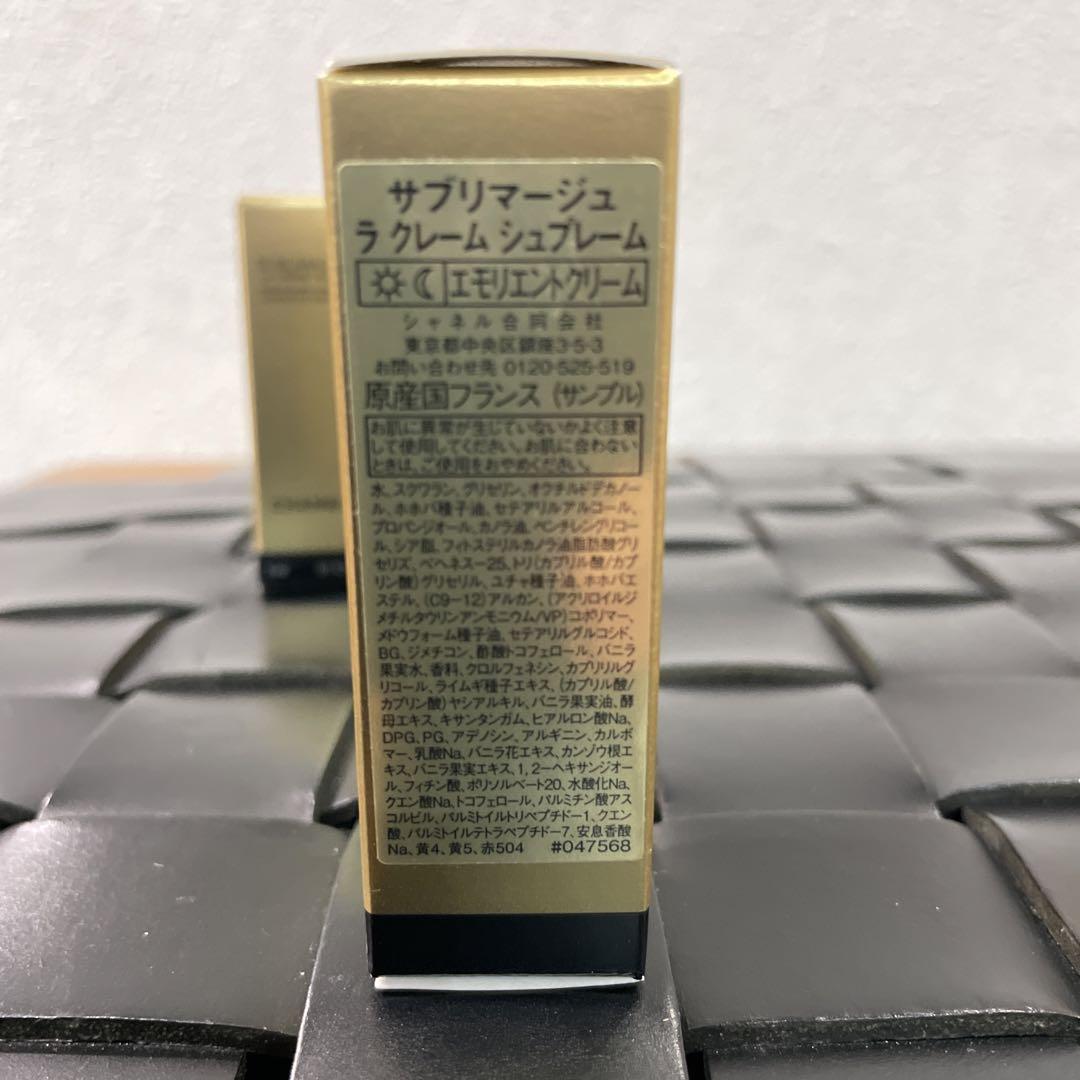 サブリマージュ
ラ クレーム シュプレーム
エモリエントクリーム
シャネル合同会社
東京都中央区銀座3-5-3
お問い合わせ先 0120-525-519
原産国フランス (サンプル)
お肌に異常が生じていないかよく注意
して使用してください。お肌に合わない
ときは、ご使用をおやめください。
水、スクワラン、グリセリン、オクチルドデカノー
ル、ホホバ種子油、セテアリルアルコール、
プロパンジオール、カノラ油、ペンチレングリコー
ル、シア脂、フィトステリルカノラ油脂肪酸グリ
セリズ、ベヘネス-25、トリ(カプリル酸/カプ
リン酸)グリセリル、ユチャ種子油、ホホバエ
ステル、(C9-12)アルカン、(アクリロイルジ
メチルタウリンアンモニウム/VP)コポリマー、
メドウフォーム種子油、セテアリルグルコシド、
BG、ジメチコン、酢酸トコフェロール、バニラ
果実水、香料、クロルフェネシン、カプリリルグ
リコール、ライムギ種子エキス、(カプリル酸/
カプリン酸)ヤシアルキル、バニラ果実油、酵
母エキス、キサンタンガム、ヒアルロン酸Na、
DPG、PG、アデノシン、アルギニン、カルボ
マー、乳酸Na、バニラ花エキス、カンゾウ根エ
キス、バニラ果実エキス、1,2-ヘキサンジオー
ル、フィチン酸、ポリソルベート20、水酸化Na、
クエン酸Na、トコフェロール、パルミチン酸アス
コルビル、パルミトイルトリペプチド-1、クエン
酸、パルミトイルテトラペプチド-7、安息香酸
Na、黄4、黄5、赤504 #047568